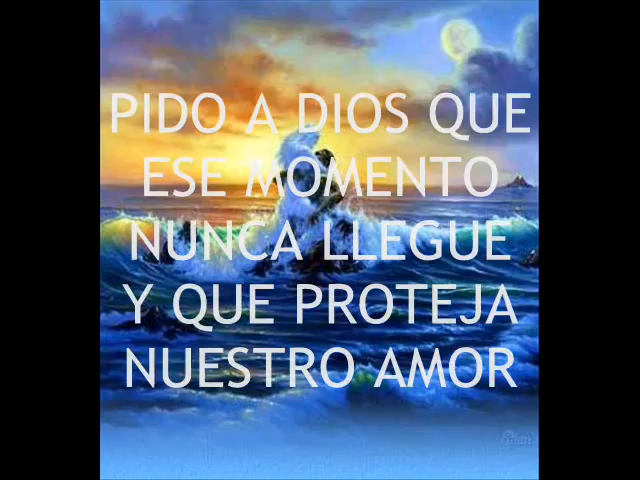 PIDO A DIOS QUE
ESE MOMENTO
NUNCA LLEGUE
Y QUE PROTEJA
NUESTRO AMOR